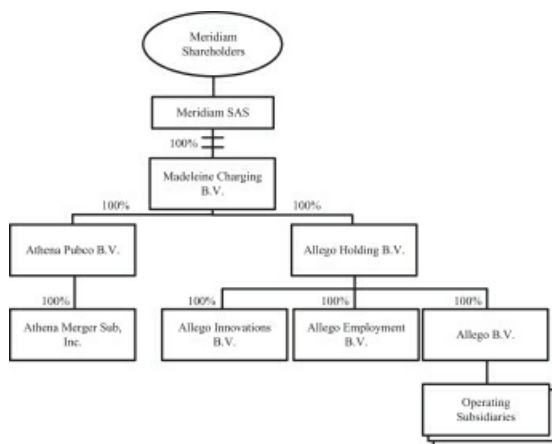 Meridiam
Shareholders
Meridiam SAS
100%
Madeleine Charging
B.V.
100%
100%
Athena Pubco B.V.
Allego Holding B.V.
100%
100%
100%
100%
Athena Merger Sub,
Inc.
Allego Innovations
B.V.
Allego Employment
B.V.
Allego B.V.
Operating
Subsidiaries